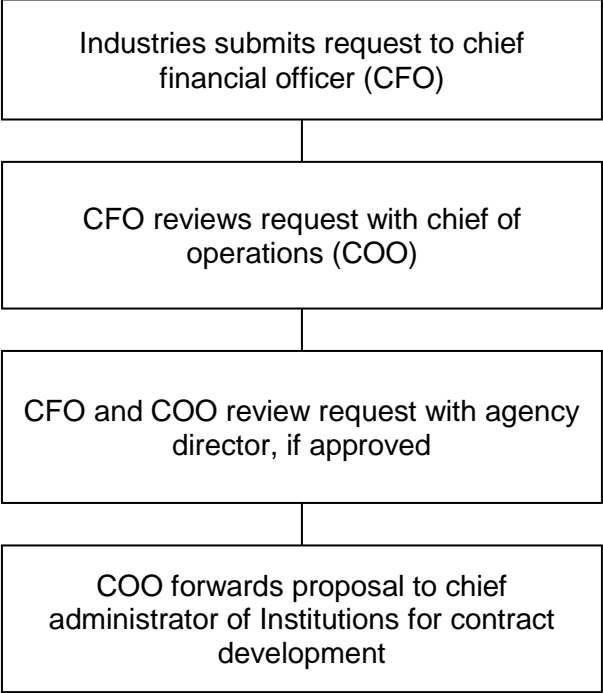 Industries submits request to chief
financial officer (CFO)
CFO reviews request with chief of
operations (COO)
CFO and COO review request with agency
director, if approved
COO forwards proposal to chief
administrator of Institutions for contract
development